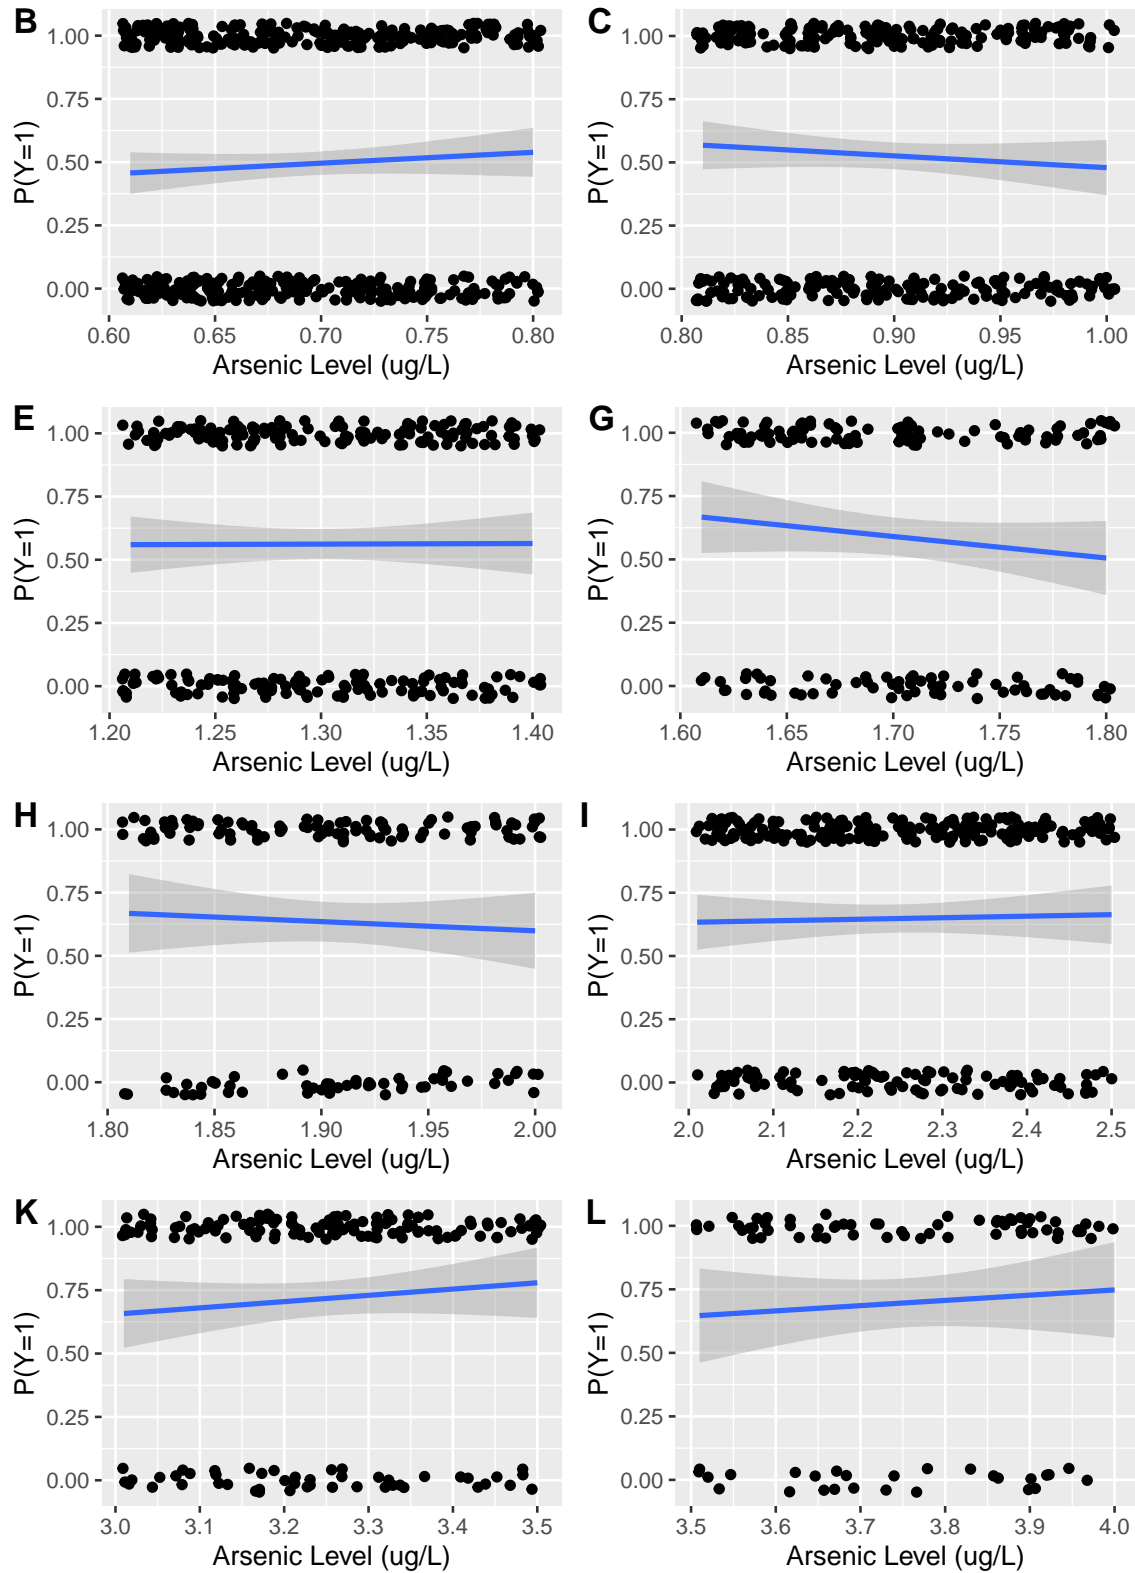 B
C
P(Y=1)
1.00
0.75
0.50
0.25
0.00
0.60 0.65 0.70 0.75 0.80
Arsenic Level (ug/L)
P(Y=1)
1.00
0.75
0.50
0.25
0.00
0.80 0.85 0.90 0.95 1.00
Arsenic Level (ug/L)
E
G
P(Y=1)
1.00
0.75
0.50
0.25
0.00
1.20 1.25 1.30 1.35 1.40
Arsenic Level (ug/L)
P(Y=1)
1.00
0.75
0.50
0.25
0.00
1.60 1.65 1.70 1.75 1.80
Arsenic Level (ug/L)
H
I
P(Y=1)
1.00
0.75
0.50
0.25
0.00
1.80 1.85 1.90 1.95 2.00
Arsenic Level (ug/L)
P(Y=1)
1.00
0.75
0.50
0.25
0.00
2.0 2.1 2.2 2.3 2.4 2.5
Arsenic Level (ug/L)
K
L
P(Y=1)
1.00
0.75
0.50
0.25
0.00
3.0 3.1 3.2 3.3 3.4 3.5
Arsenic Level (ug/L)
P(Y=1)
1.00
0.75
0.50
0.25
0.00
3.5 3.6 3.7 3.8 3.9 4.0
Arsenic Level (ug/L)